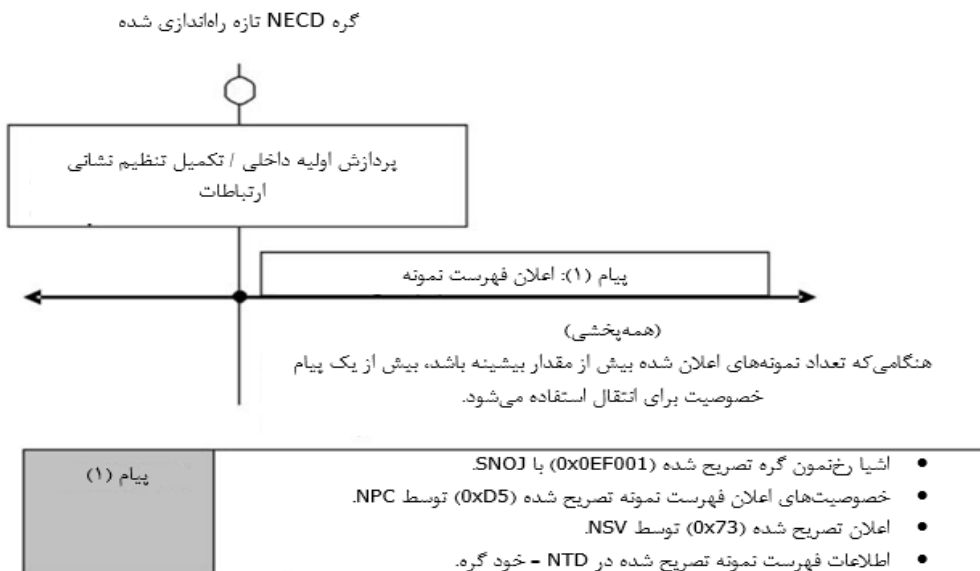 گره NECD تازه راه‌اندازی شده
پردازش اولیه داخلی / تکمیل تنظیم نشانی
ارتباطات
پیام (۱): اعلان فهرست نمونه
(همه‌پخشی)
هنگامی‌که تعداد نمونه‌های اعلان شده بیش از مقدار بیشینه باشد، بیش از یک پیام
خصوصیت برای انتقال استفاده می‌شود.
پیام (۱)
• اشیا رخ‌نمون گره تصریح شده (0x0EF001) با SNOJ.
• خصوصیت‌های اعلان فهرست نمونه تصریح شده (0xD5) توسط NPC.
• اعلان تصریح شده (0x73) توسط NSV.
• اطلاعات فهرست نمونه تصریح شده در NTD – خود گره.